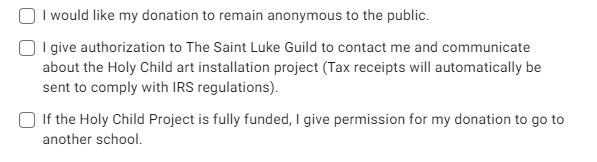 I would like my donation to remain anonymous to the public.
I give authorization to The Saint Luke Guild to contact me and communicate
about the Holy Child art installation project (Tax receipts will automatically be
sent to comply with IRS regulations).
If the Holy Child Project is fully funded, I give permission for my donation to go to
another school.